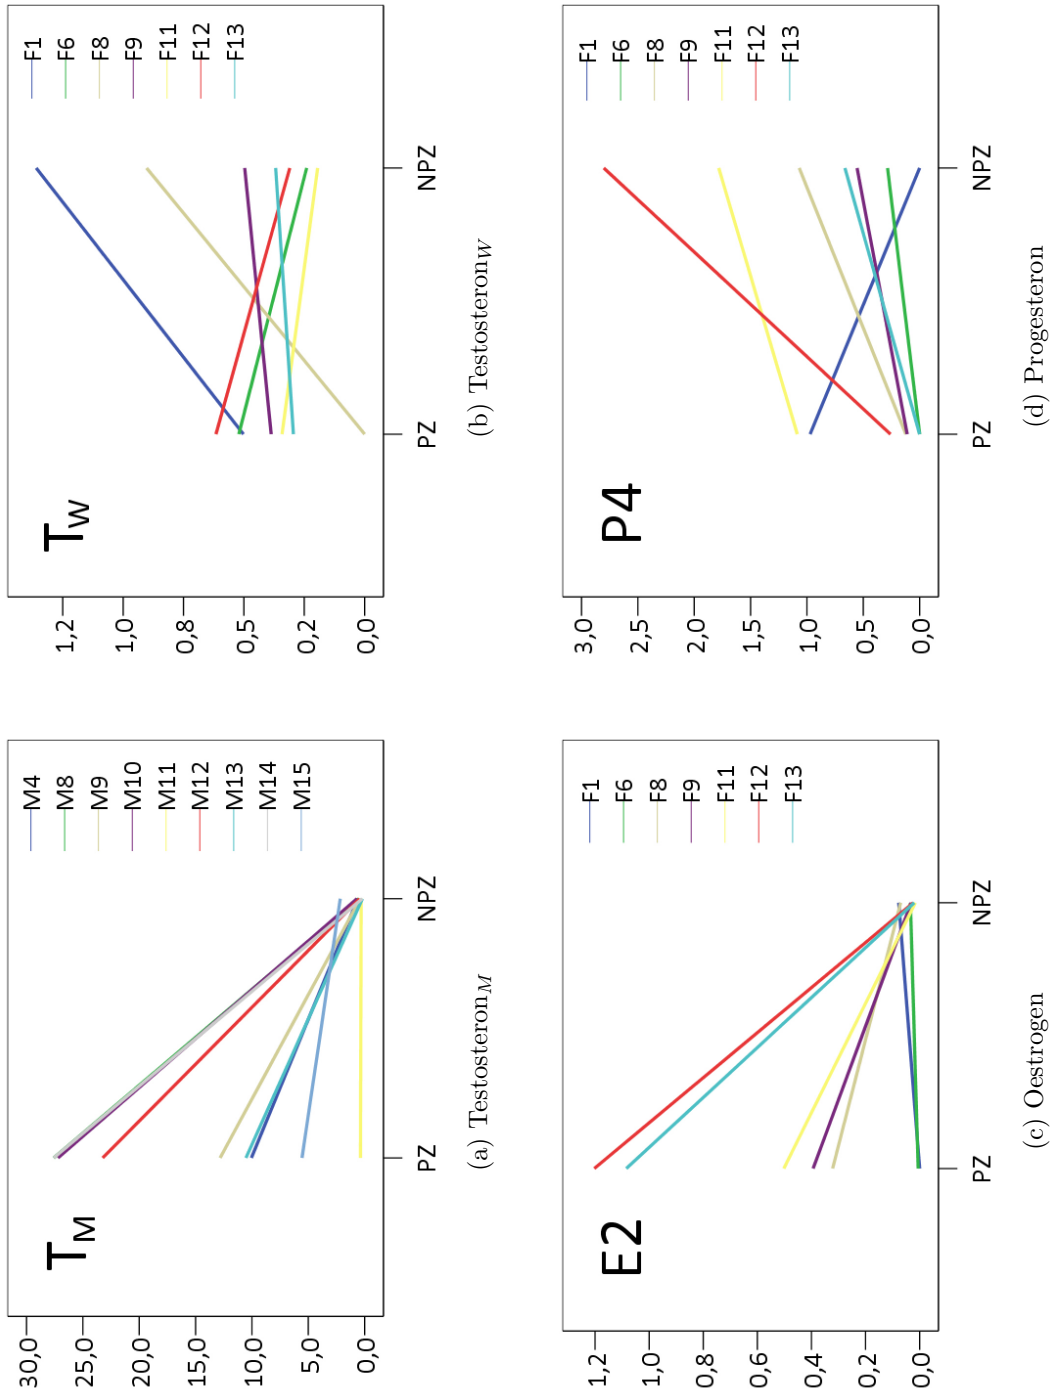 T_M
30,0
25,0
20,0
15,0
10,0
5,0
0,0
PZ
NPZ
M4
M8
M9
M10
M11
M12
M13
M14
M15
(a) Testosteron_M
T_W
1,2
1,0
0,8
0,5
0,2
0,0
PZ
NPZ
F1
F6
F8
F9
F11
F12
F13
(b) Testosteron_W
E2
1,2
1,0
0,8
0,6
0,4
0,2
0,0
PZ
NPZ
F1
F6
F8
F9
F11
F12
F13
(c) Oestrogen
P4
3,0
2,5
2,0
1,5
1,0
0,5
0,0
PZ
NPZ
F1
F6
F8
F9
F11
F12
F13
(d) Progesteron